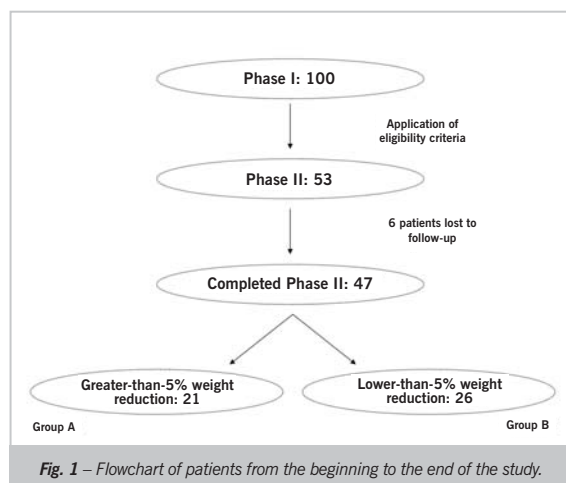 Phase I: 100
Application of
eligibility criteria
Phase II: 53
6 patients lost to
follow-up
Completed Phase II: 47
Greater-than-5% weight
reduction: 21
Lower-than-5% weight
reduction: 26
Group A
Group B
Fig. 1 – Flowchart of patients from the beginning to the end of the study.